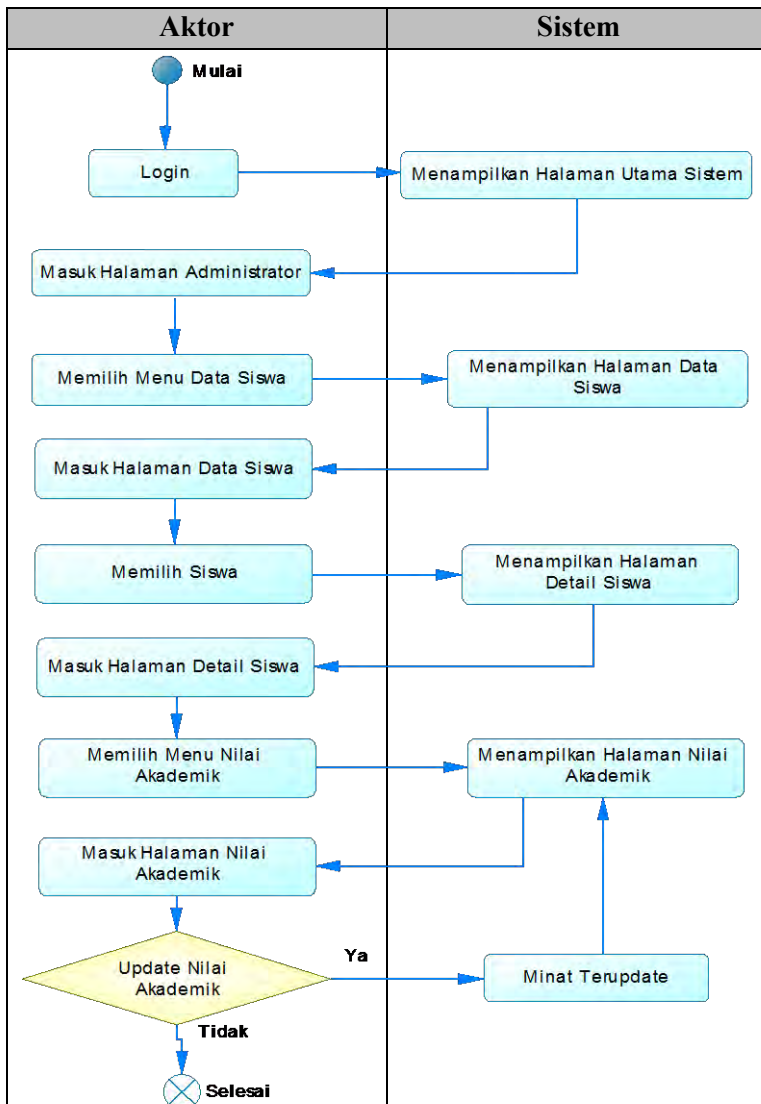 Aktor
Sistem
Mulai
Login
Menampilkan Halaman Utama Sistem
Masuk Halaman Administrator
Memilih Menu Data Siswa
Menampilkan Halaman Data
Siswa
Masuk Halaman Data Siswa
Memilih Siswa
Menampilkan Halaman
Detail Siswa
Masuk Halaman Detail Siswa
Memilih Menu Nilai
Akademik
Menampilkan Halaman Nilai
Akademik
Masuk Halaman Nilai
Akademik
Update Nilai
Akademik
Ya
Minat Terupdate
Tidak
Selesai